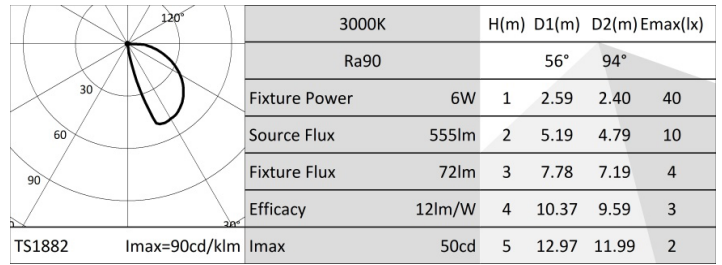 120°
30
60
90
30°
TS1882 Imax=90cd/klm
3000K
Ra90
Fixture Power 6W
Source Flux 555lm
Fixture Flux 72lm
Efficacy 12lm/W
Imax 50cd
H(m) D1(m) D2(m) Emax(lx)
56° 94°
1 2.59 2.40 40
2 5.19 4.79 10
3 7.78 7.19 4
4 10.37 9.59 3
5 12.97 11.99 2